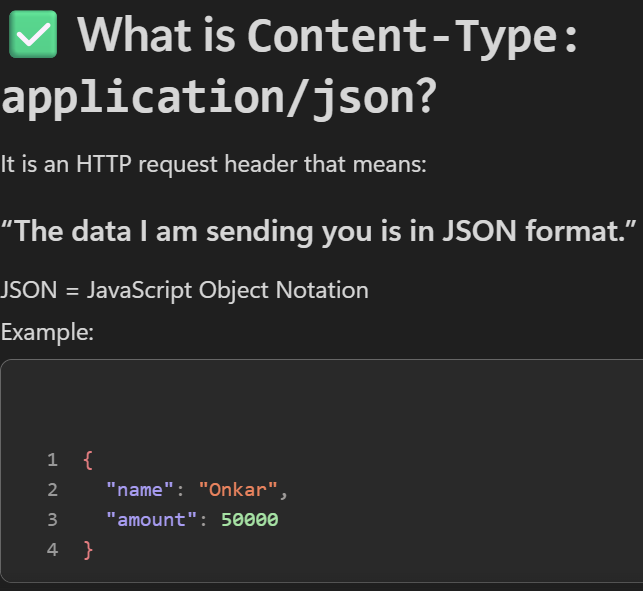 ✅ What is Content-Type:
application/json?
It is an HTTP request header that means:
“The data I am sending you is in JSON format.”
JSON = JavaScript Object Notation
Example:
1 {
2   "name": "Onkar",
3   "amount": 50000
4 }